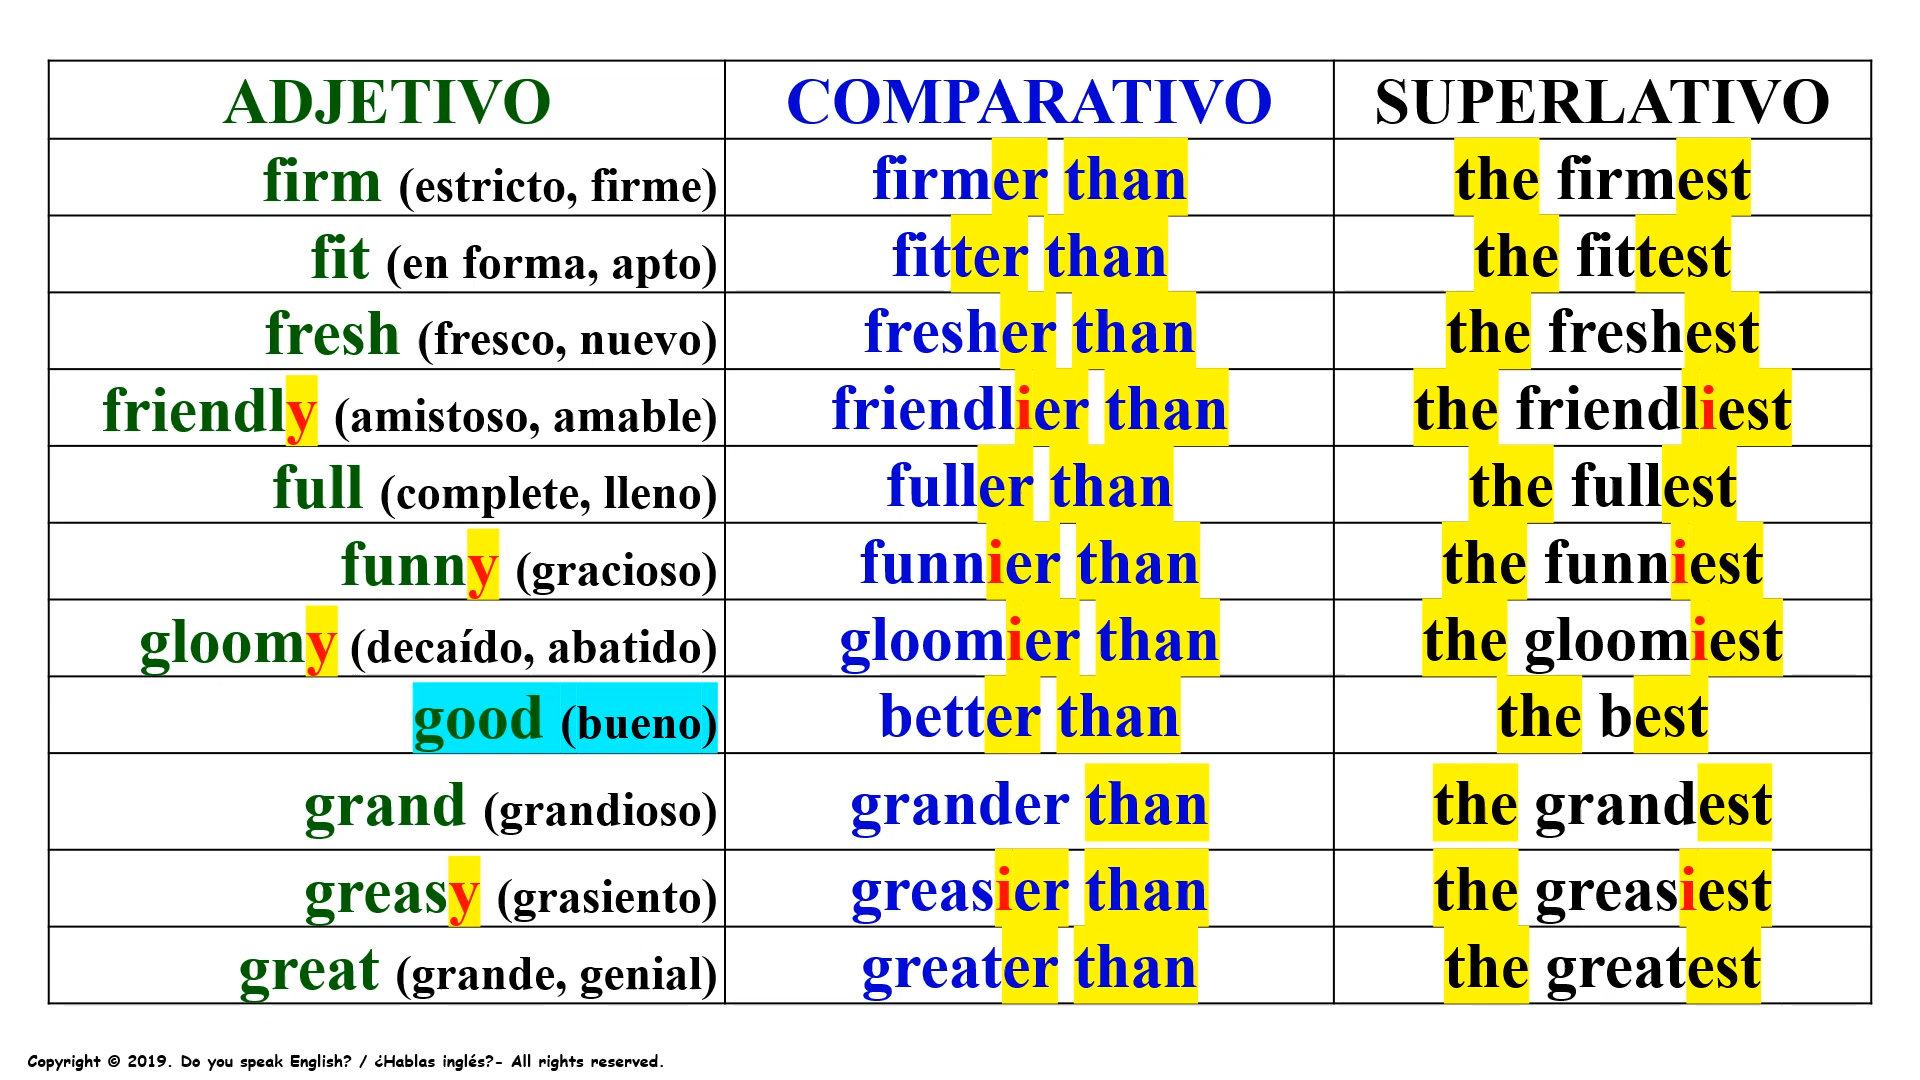 ADJETIVO COMPARATIVO SUPERLATIVO
firm (estricto, firme) firmer than the firmest
fit (en forma, apto) fitter than the fittest
fresh (fresco, nuevo) fresher than the freshest
friendly (amistoso, amable) friendlier than the friendliest
full (complete, lleno) fuller than the fullest
funny (gracioso) funnier than the funniest
gloomy (decaído, abatido) gloomier than the gloomiest
good (bueno) better than the best
grand (grandioso) grander than the grandest
greasy (grasiento) greasier than the greasiest
great (grande, genial) greater than the greatest
Copyright © 2019. Do you speak English? / ¿Hablas inglés?- All rights reserved.